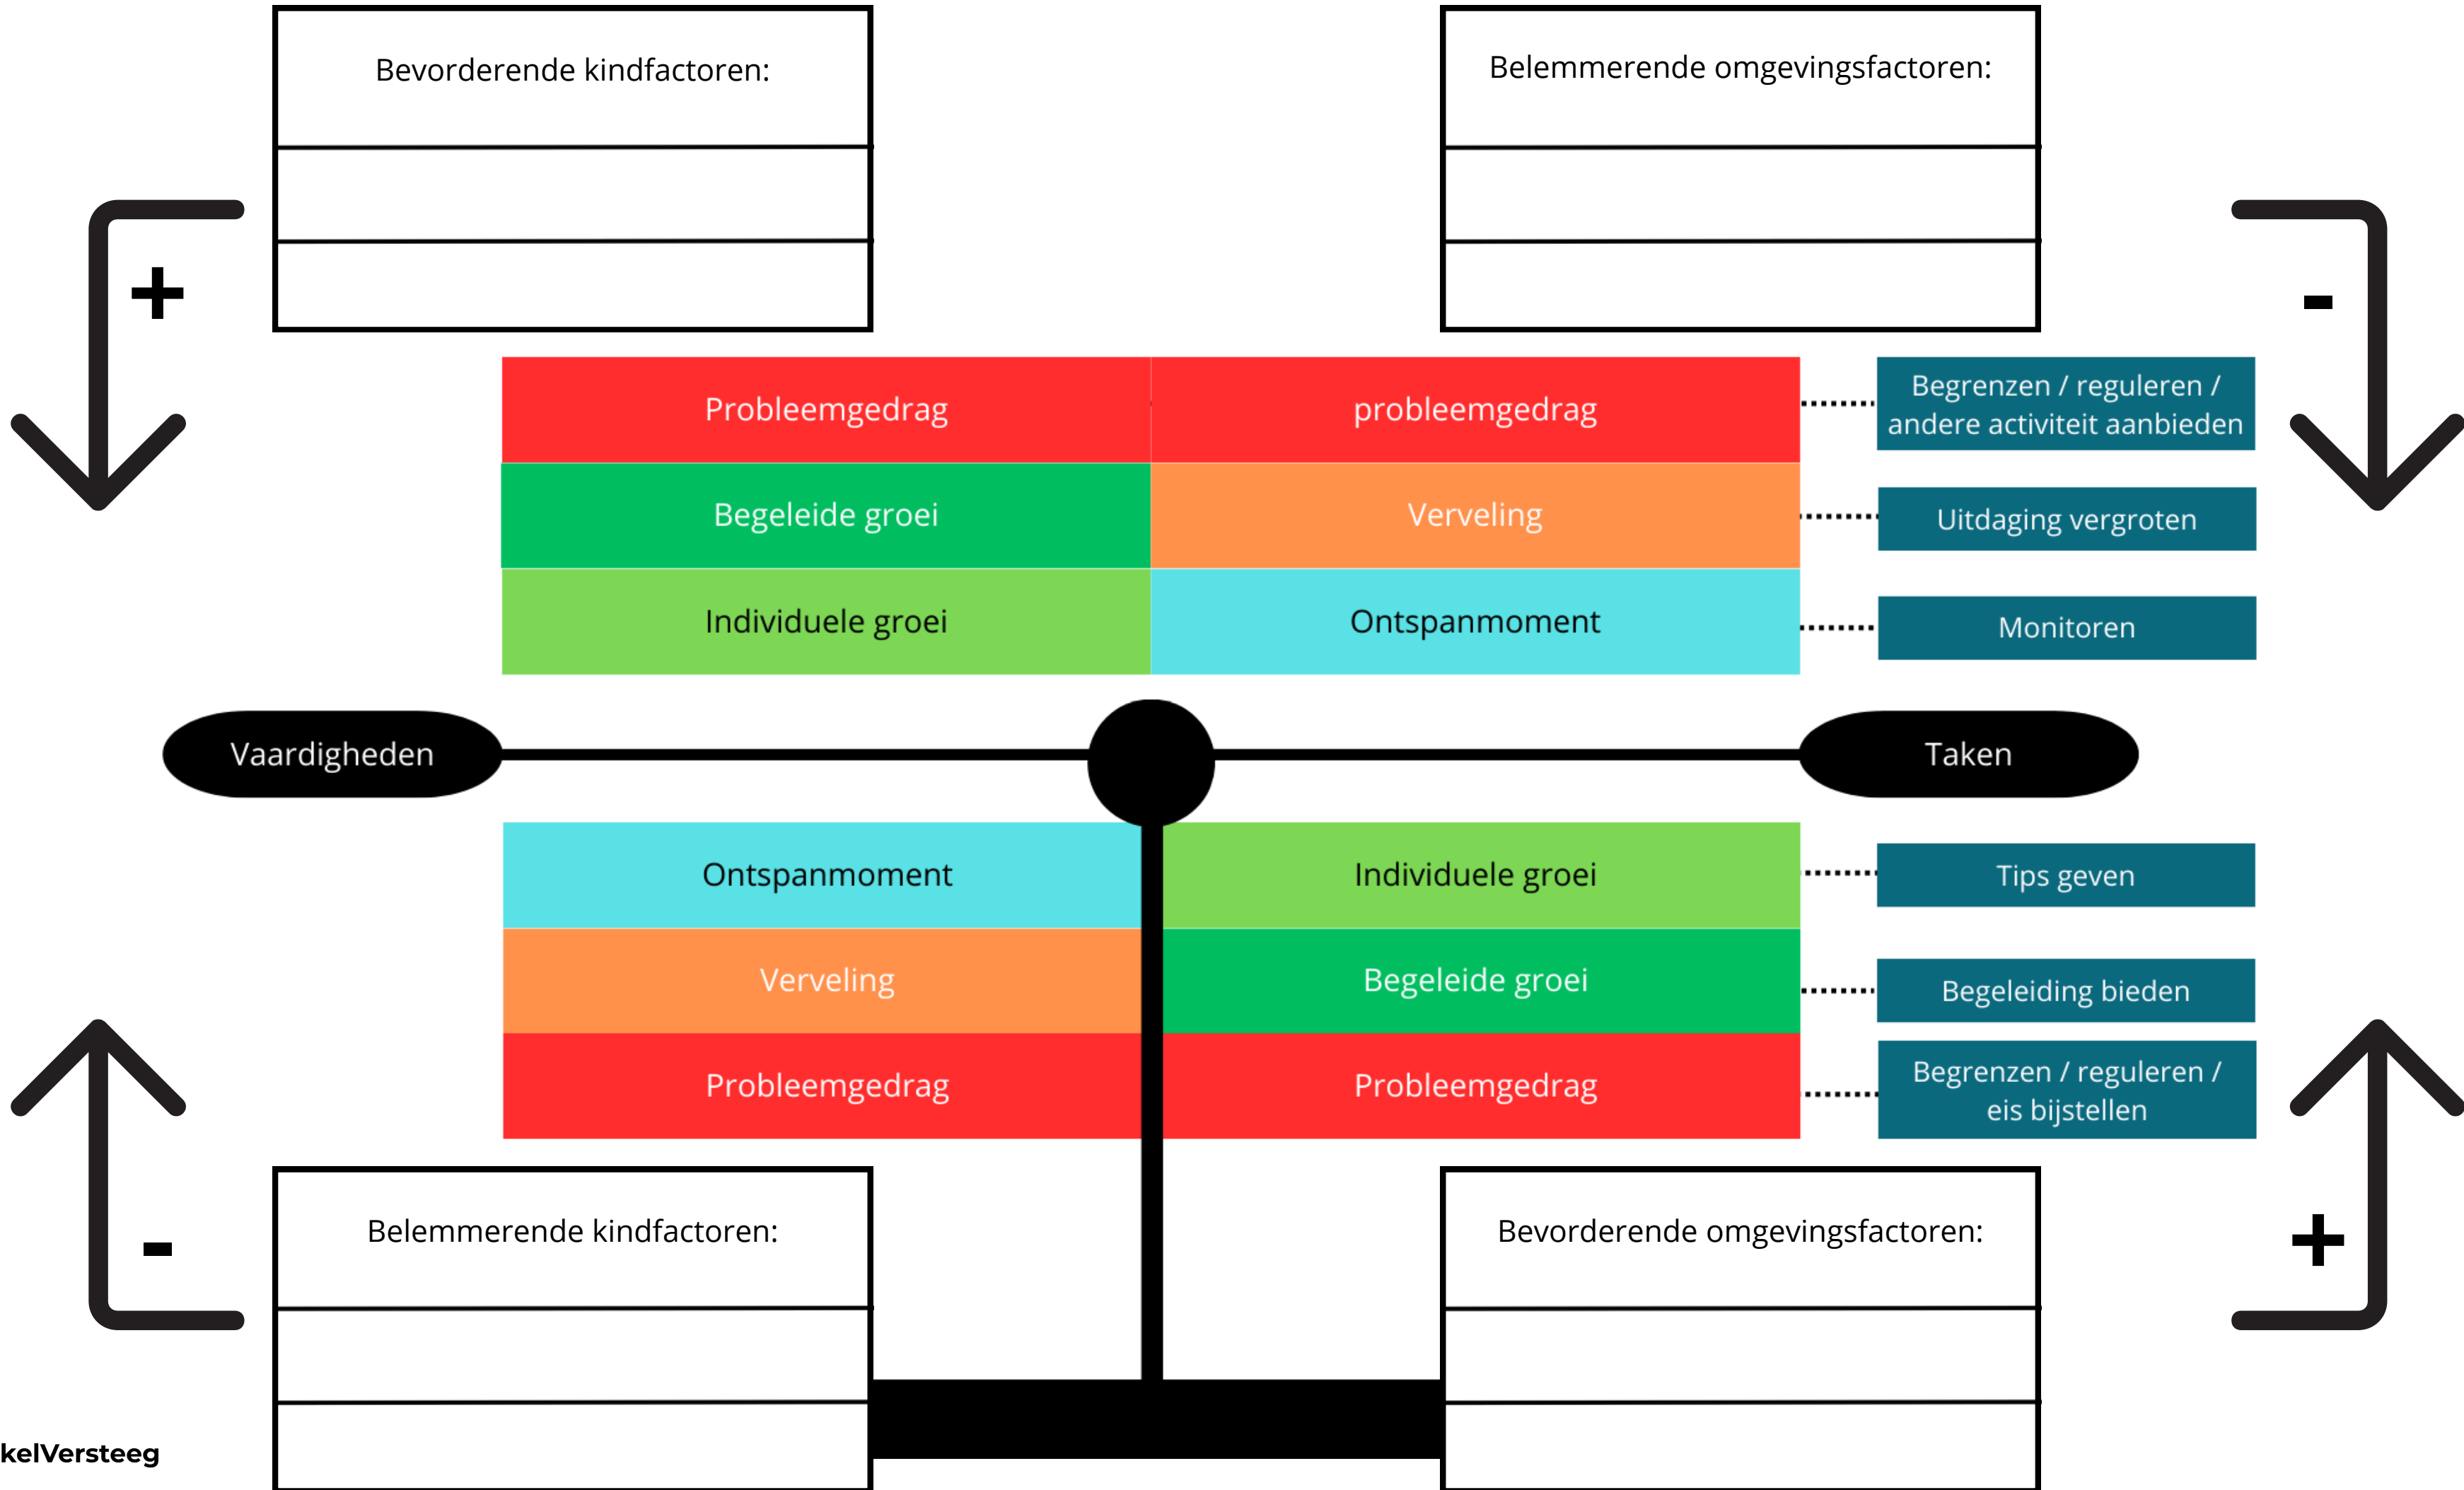 Bevorderende kindfactoren:
Belemmerende omgevingsfactoren:
+
-
Probleemgedrag
probleemgedrag
Begrenzen / reguleren /
andere activiteit aanbieden
Begeleide groei
Verveling
Uitdaging vergroten
Individuele groei
Ontspanmoment
Monitoren
Vaardigheden
Taken
Ontspanmoment
Individuele groei
Tips geven
Verveling
Begeleide groei
Begeleiding bieden
Probleemgedrag
Probleemgedrag
Begrenzen / reguleren /
eis bijstellen
Belemmerende kindfactoren:
Bevorderende omgevingsfactoren:
-
+
kelVersteeg